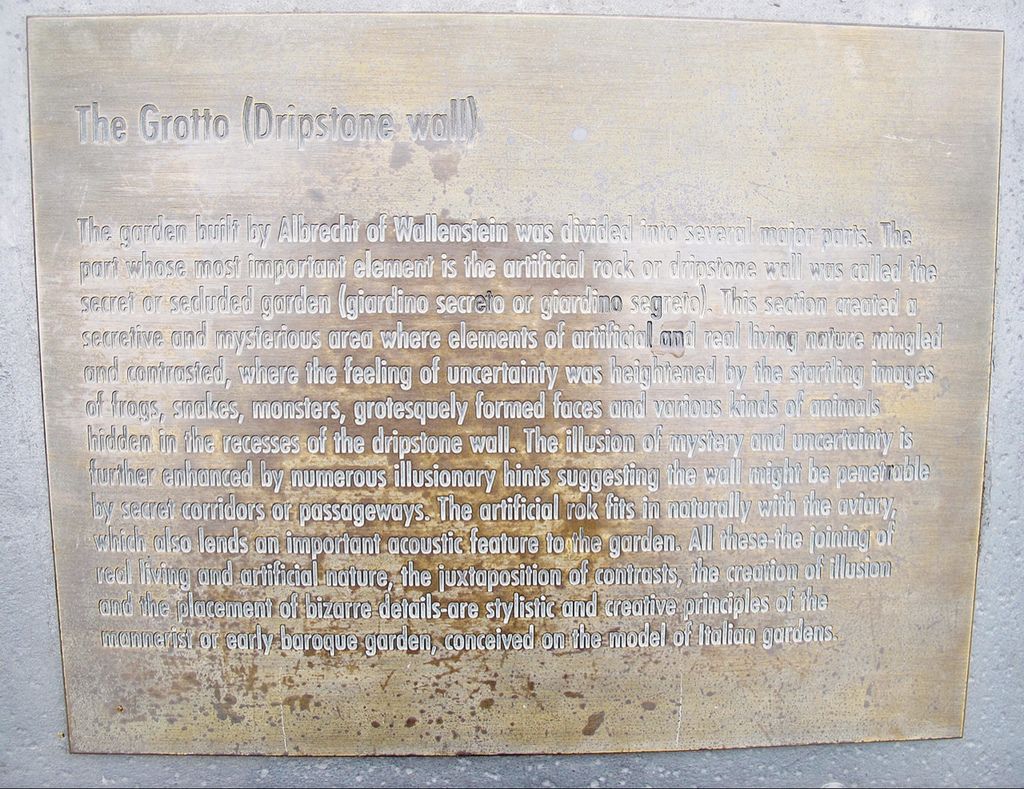 The Grotto (Dripstone wall)
The garden built by Albrecht of Wallenstein was divided into several major parts. The
part whose most important element is the artificial rock or dripstone wall was called the
secret or secluded garden (giardino secreto or giardino segreto). This section created a
secretive and mysterious area where elements of artificial and real living nature mingled
and contrasted, where the feeling of uncertainty was heightened by the startling images
of frogs, snakes, monsters, grotesquely formed faces and various kinds of animals
hidden in the recesses of the dripstone wall. The illusion of mystery and uncertainty is
further enhanced by numerous illusionary hints suggesting the wall might be penetrable
by secret corridors or passageways. The artificial rok fits in naturally with the aviary,
which also lends an important acoustic feature to the garden. All these-the joining of
real living and artificial nature, the juxtaposition of contrasts, the creation of illusion
and the placement of bizarre details-are stylistic and creative principles of the
mannerist or early baroque garden, conceived on the model of Italian gardens.